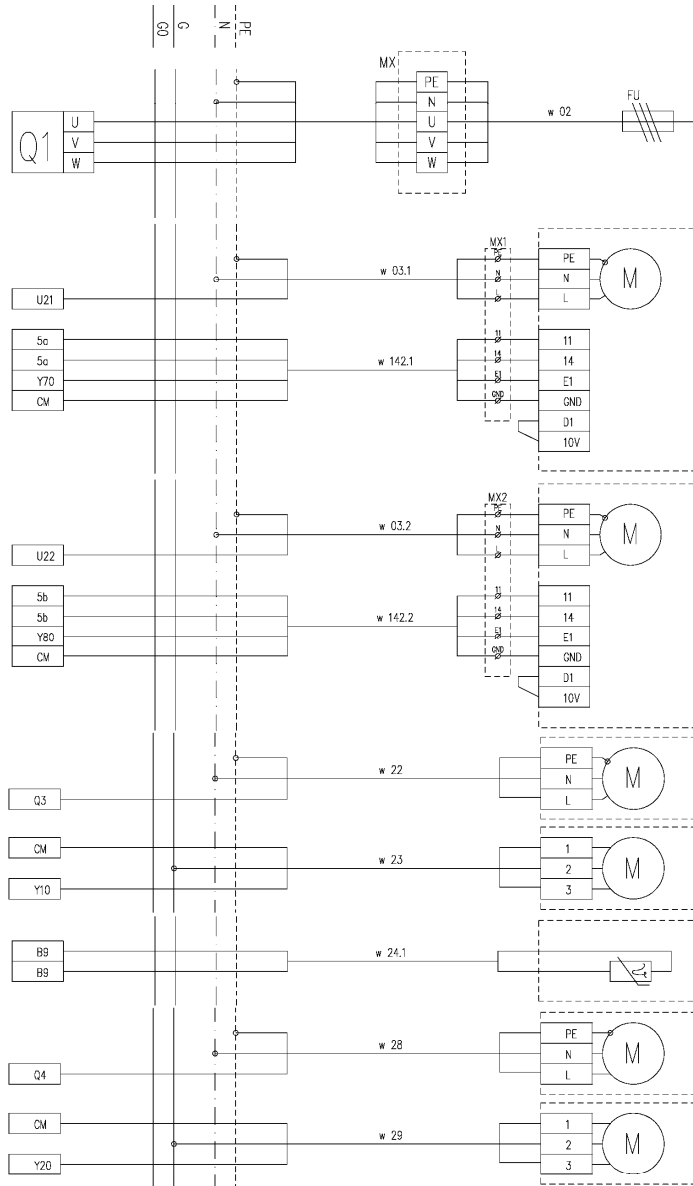 G0 G N PE
MX
PE
N
U
V
W
w 02
FU
Q1
U
V
W
MX1
PE
N
L
w 03.1
PE
N
L
M
U21
5a
5a
Y70
CM
w 142.1
11
14
E1
GND
11
14
E1
GND
D1
10V
MX2
PE
N
L
w 03.2
PE
N
L
M
U22
5b
5b
Y80
CM
w 142.2
11
14
E1
GND
11
14
E1
GND
D1
10V
w 22
PE
N
L
M
Q3
CM
Y10
w 23
1
2
3
M
B9
B9
w 24.1
w 28
PE
N
L
M
Q4
CM
Y20
w 29
1
2
3
M